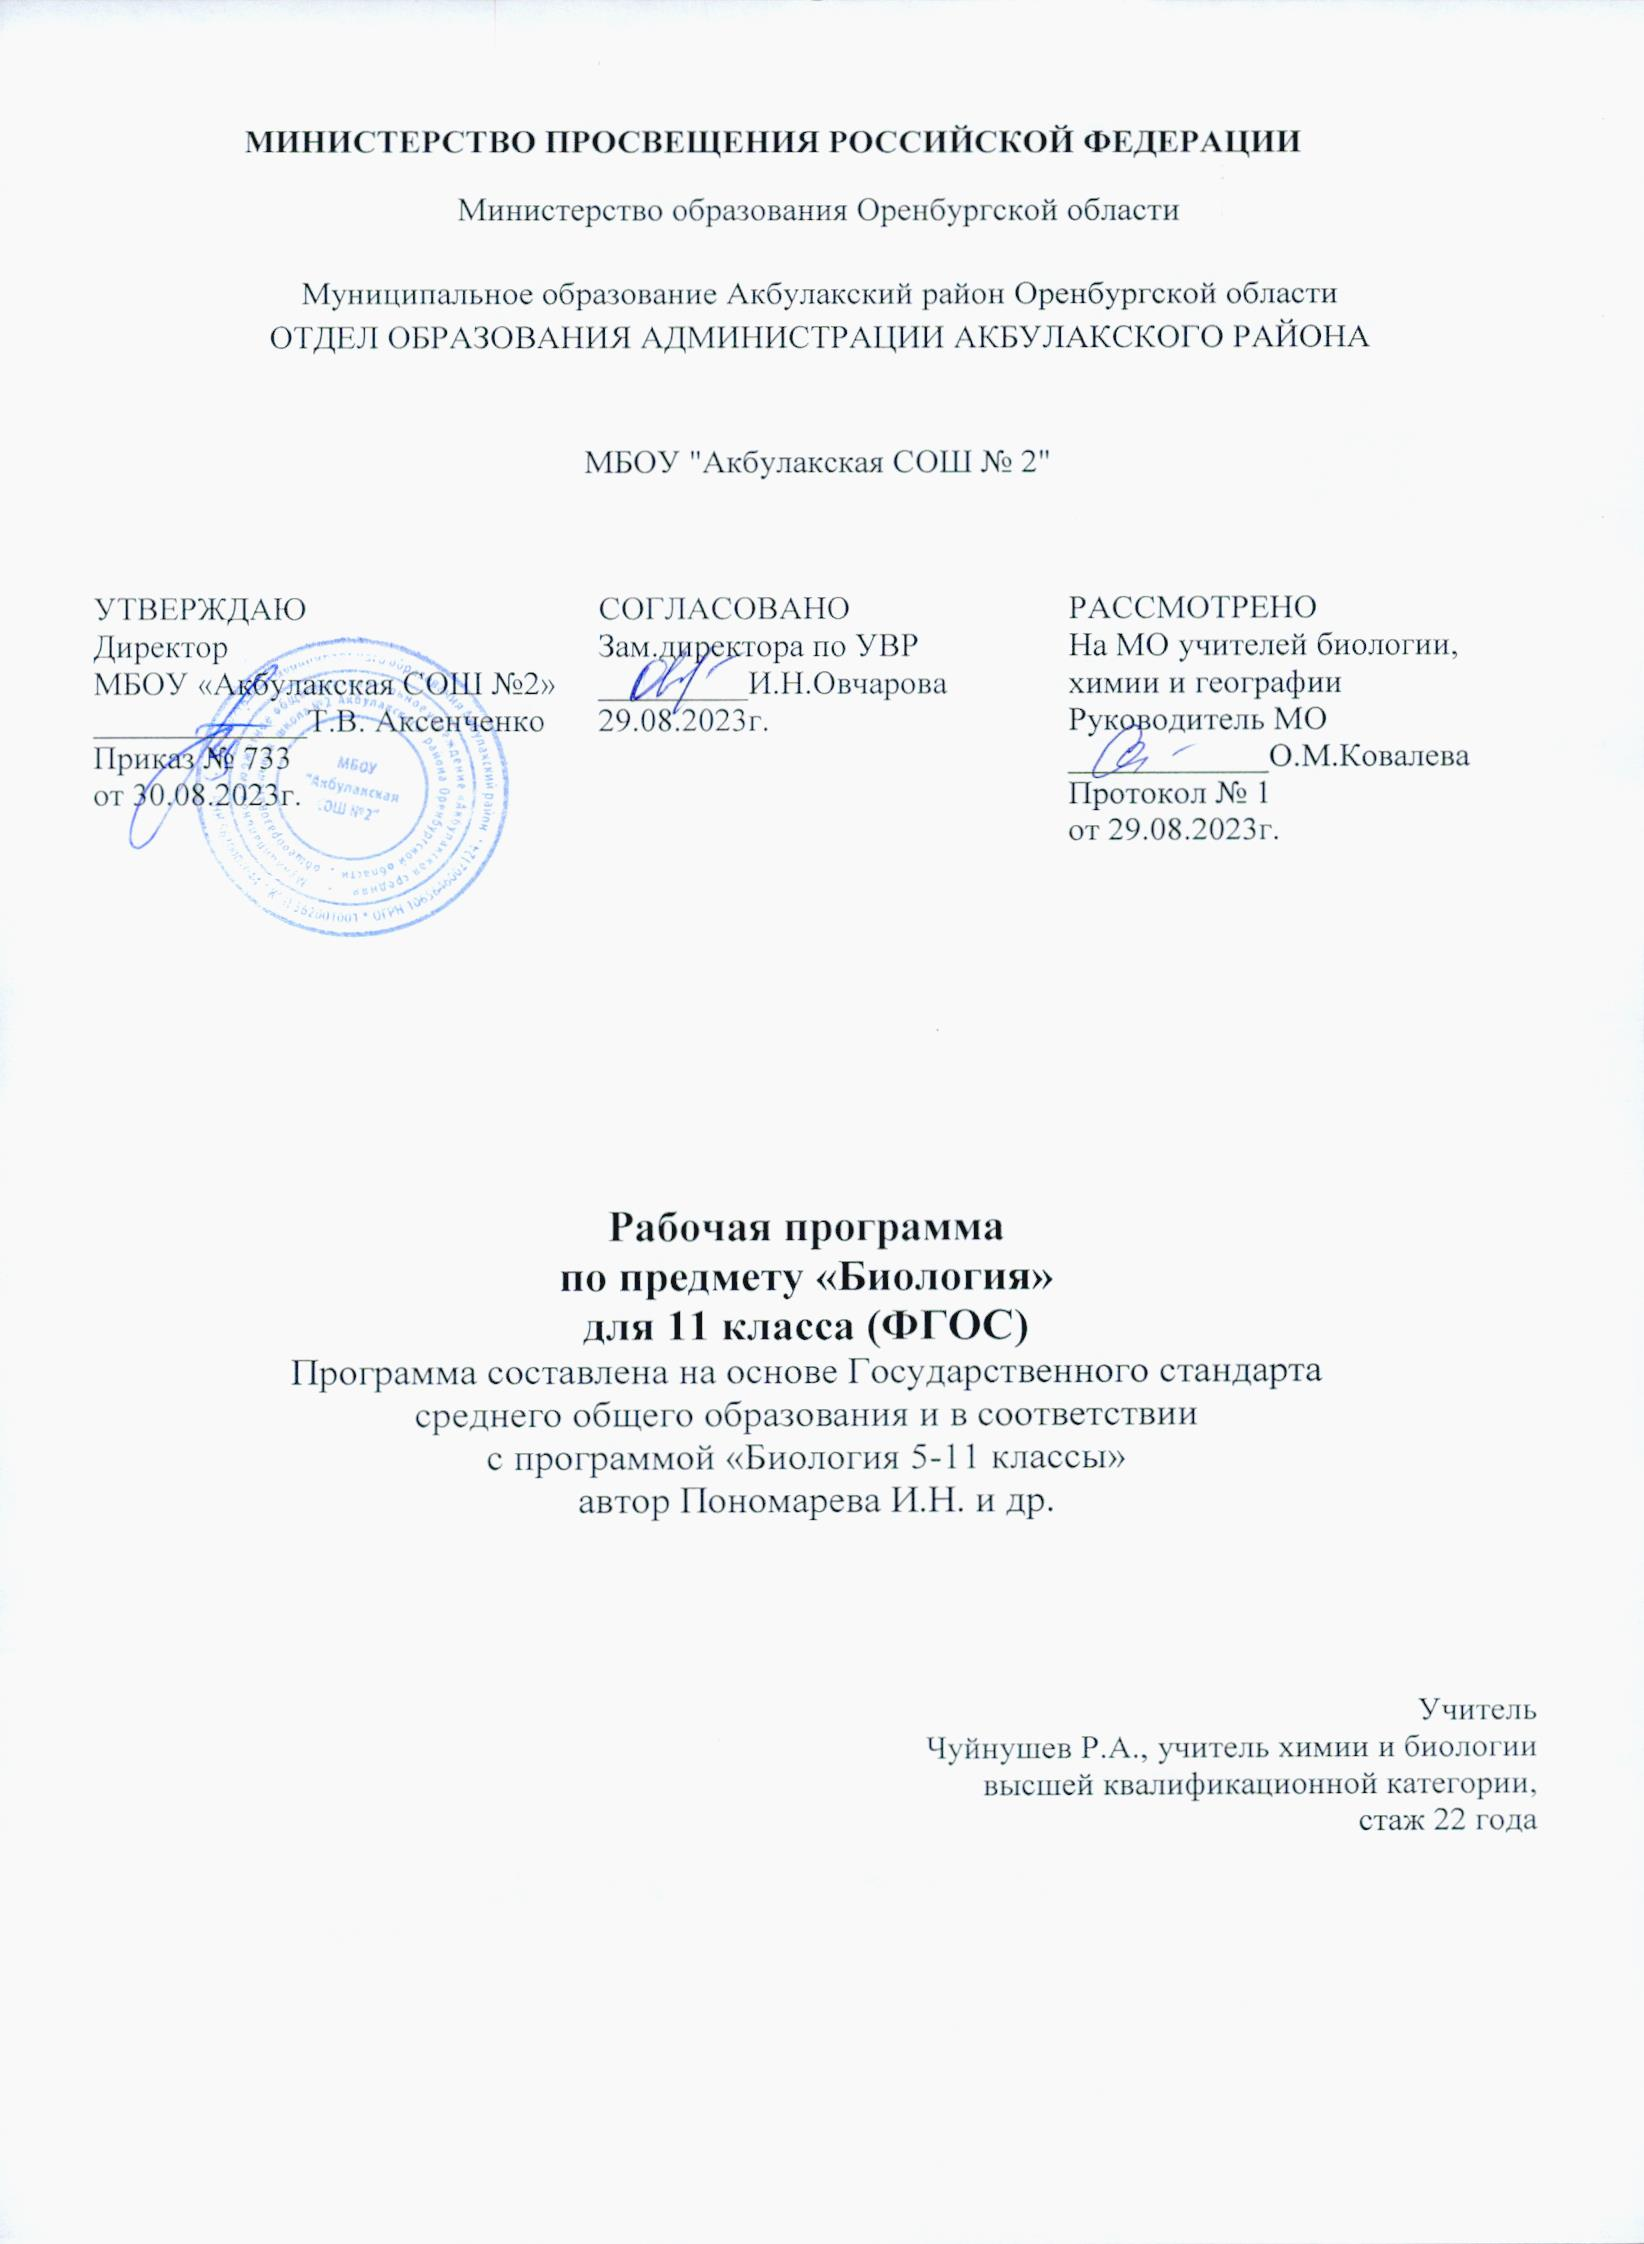 МИНИСТЕРСТВО ПРОСВЕЩЕНИЯ РОССИЙСКОЙ ФЕДЕРАЦИИ
Министерство образования Оренбургской области
Муниципальное образование Акбулакский район Оренбургской области
ОТДЕЛ ОБРАЗОВАНИЯ АДМИНИСТРАЦИИ АКБУЛАКСКОГО РАЙОНА
МБОУ "Акбулакская СОШ № 2"
УТВЕРЖДАЮ
Директор
МБОУ «Акбулакская СОШ №2»
_____________Т.В. Аксенченко
Приказ № 733
от 30.08.2023г.
МБОУ
"Акбулакская
СОШ №2"
СОГЛАСОВАНО
Зам.директора по УВР
_________И.Н.Овчарова
29.08.2023г.
РАССМОТРЕНО
На МО учителей биологии,
химии и географии
Руководитель МО
____________О.М.Ковалева
Протокол № 1
от 29.08.2023г.
Рабочая программа
по предмету «Биология»
для 11 класса (ФГОС)
Программа составлена на основе Государственного стандарта
среднего общего образования и в соответствии
с программой «Биология 5-11 классы»
автор Пономарева И.Н. и др.
Учитель
Чуйнушев Р.А., учитель химии и биологии
высшей квалификационной категории,
стаж 22 года